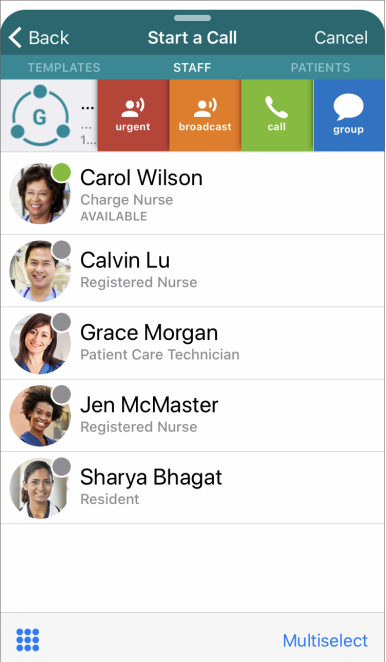 Back Start a Call Cancel
TEMPLATES STAFF PATIENTS
G ...
...
1...
urgent broadcast call group
Carol Wilson
Charge Nurse
AVAILABLE
Calvin Lu
Registered Nurse
Grace Morgan
Patient Care Technician
Jen McMaster
Registered Nurse
Sharya Bhagat
Resident
Multiselect